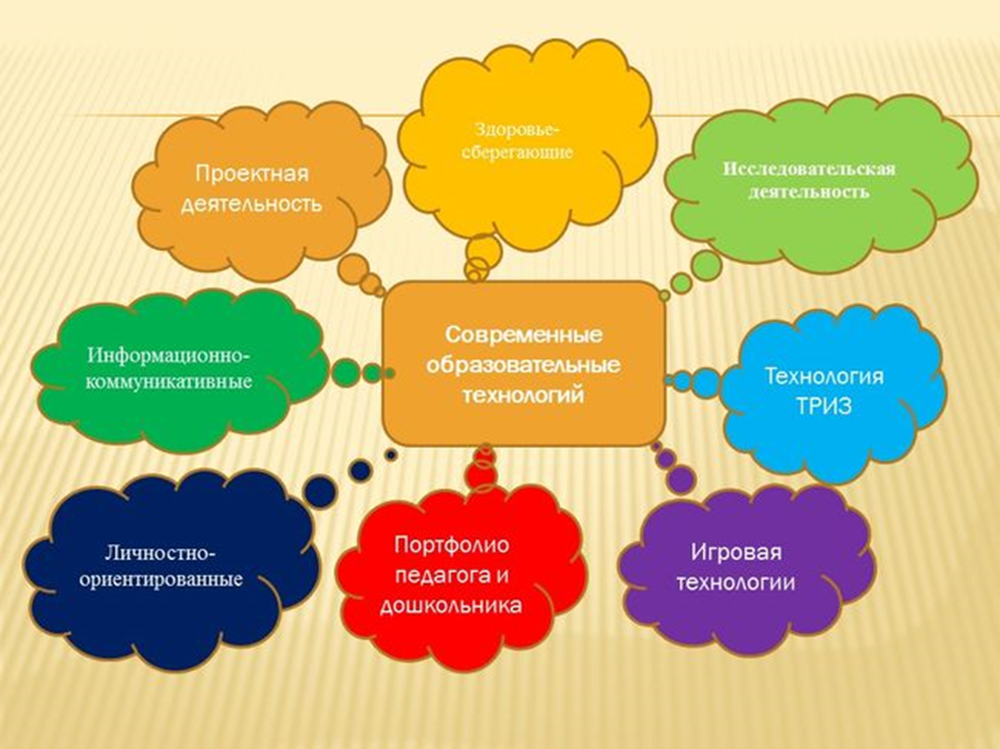 Здоровье-
сберегающие
Проектная
деятельность
Исследовательская
деятельность
Информационно-
коммуникативные
Современные
образовательные
технологий
Технология
ТРИЗ
Личностно-
ориентированные
Портфолио
педагога и
дошкольника
Игровая
технологии